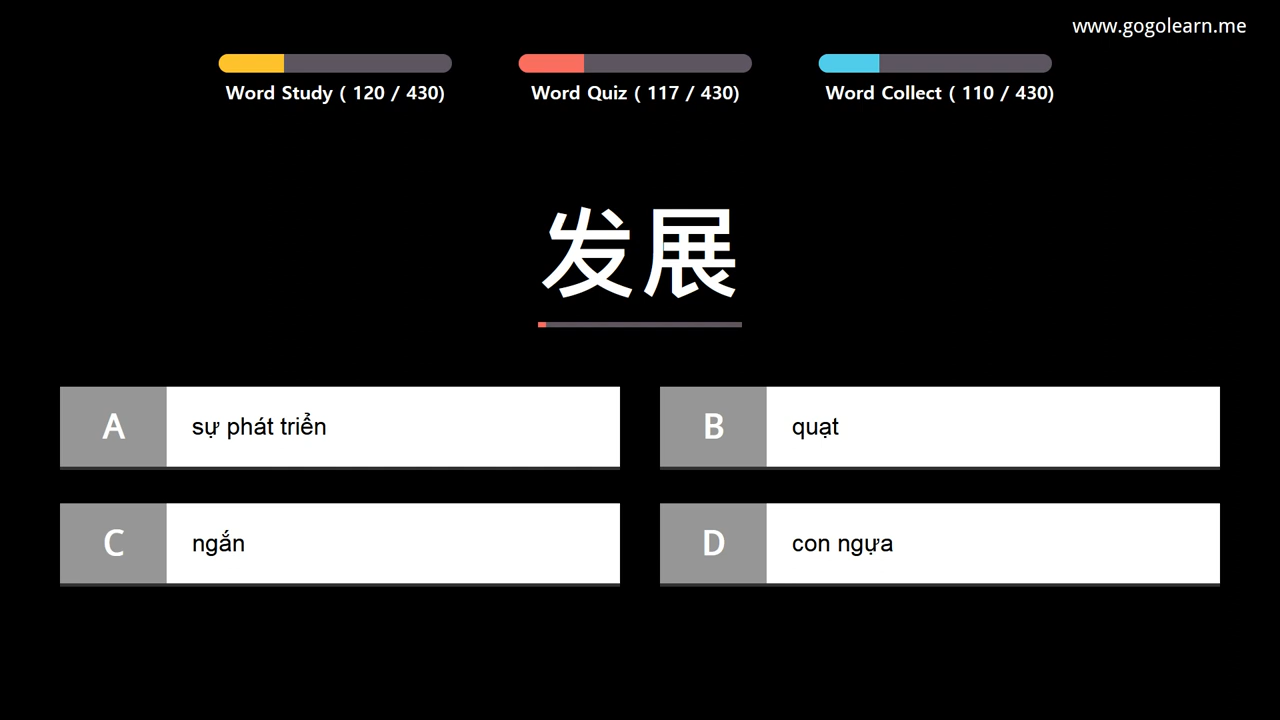 www.gogolearn.me
Word Study ( 120 / 430)
Word Quiz ( 117 / 430)
Word Collect ( 110 / 430)
发展
A sự phát triển
B quạt
C ngắn
D con ngựa